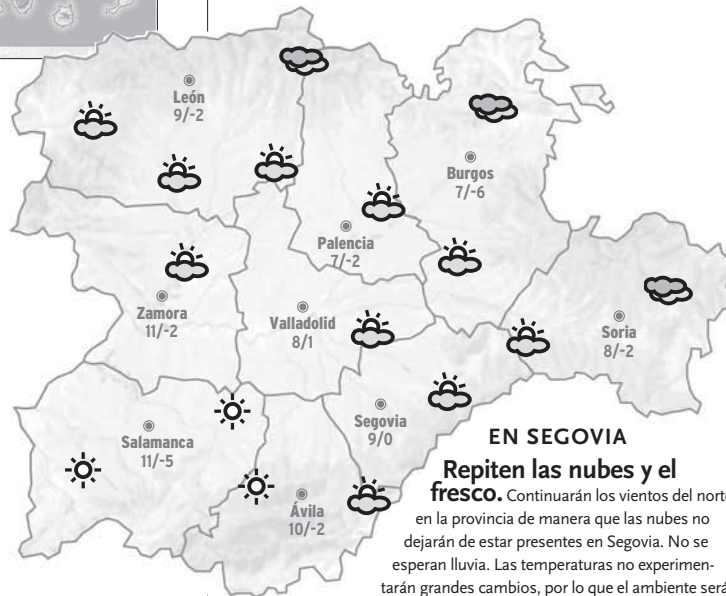 León
9/-2
Burgos
7/-6
Palencia
7/-2
Zamora
11/-2
Valladolid
8/1
Soria
8/-2
Segovia
9/0
Salamanca
11/-5
Ávila
10/-2
EN SEGOVIA
Repiten las nubes y el
fresco. Continuarán los vientos del norte
en la provincia de manera que las nubes no
dejarán de estar presentes en Segovia. No se
esperan lluvia. Las temperaturas no experimen-
tarán grandes cambios, por lo que el ambiente será